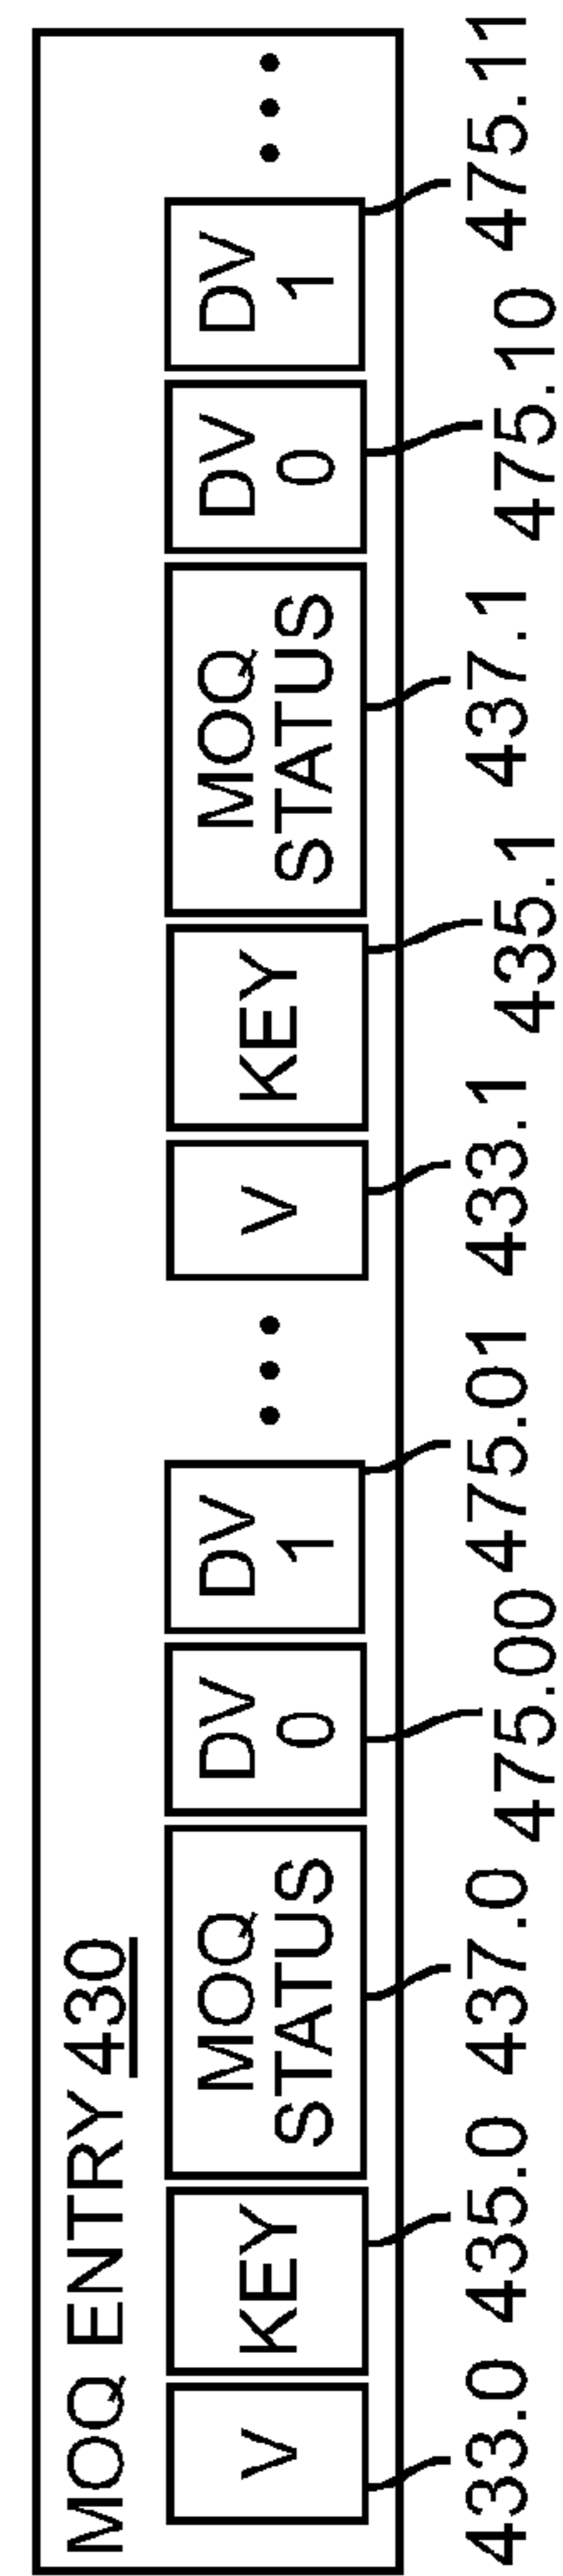 MOQ ENTRY 430
V
KEY
MOQ
STATUS
DV
0
DV
1
...
V
KEY
MOQ
STATUS
DV
0
DV
1
...
433.0
435.0
437.0
475.00
475.01
433.1
435.1
437.1
475.10
475.11